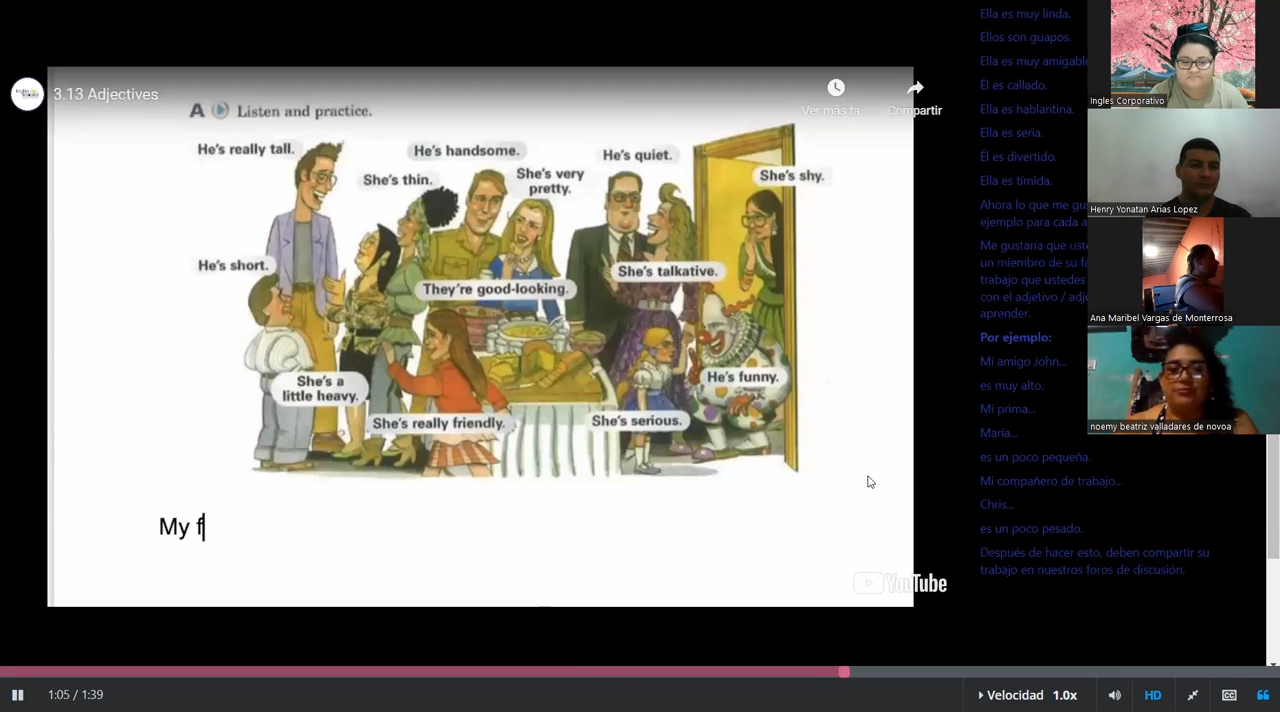 3.13 Adjectives
A Listen and practice.
Ver más ta...
Compartir
He's really tall.
He's handsome.
He's quiet.
She's thin.
She's very
pretty.
She's shy.
He's short.
She's talkative.
They're good-looking.
She's a
little heavy.
He's funny.
She's really friendly.
She's serious.
My f
YouTube
Ella es muy linda.
Ellos son guapos.
Ella es muy amigable
Él es callado.
Ella es hablantina.
Ella es seria.
Él es divertido.
Ella es tímida.
Ahora lo que me gu
ejemplo para cada a
Me gustaría que uste
un miembro de su fa
trabajo que ustedes
con el adjetivo / adj
aprender.
Por ejemplo:
Mi amigo John...
es muy alto.
Mi prima...
María...
es un poco pequeña.
Mi compañero de trabajo...
Chris...
es un poco pesado.
Después de hacer esto, deben compartir su
trabajo en nuestros foros de discusión.
Ingles Corporativo
Henry Yonatan Arias Lopez
Ana Maribel Vargas de Monterrosa
noemy beatriz valladares de novoa
1:05 / 1:39
Velocidad 1.0x
HD
CC